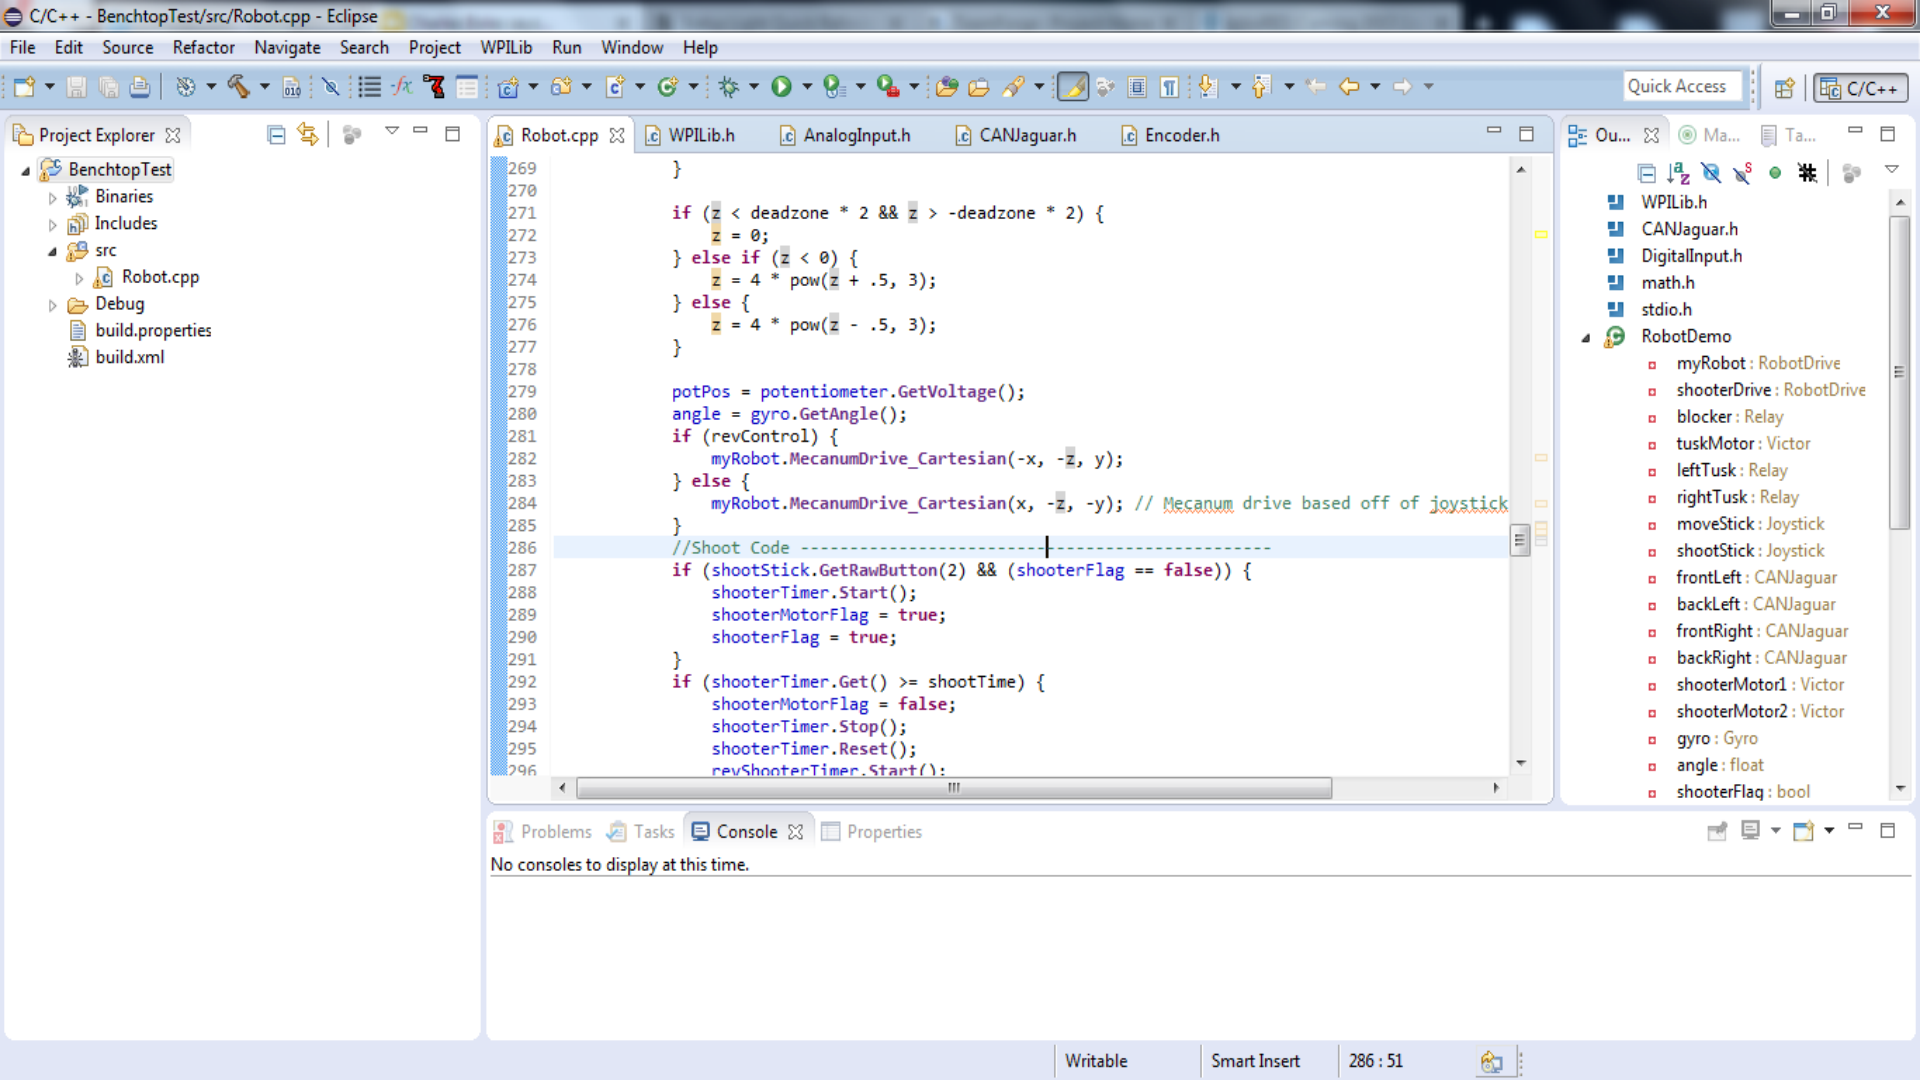 C/C++ - BenchtopTest/src/Robot.cpp - Eclipse
File Edit Source Refactor Navigate Search Project WPILib Run Window Help
Quick Access
C/C++
Project Explorer
BenchtopTest
Binaries
Includes
src
Robot.cpp
Debug
build.properties
build.xml
Robot.cpp WPILib.h AnalogInput.h CANJaguar.h Encoder.h
269 }
270
271 if (z < deadzone * 2 && z > -deadzone * 2) {
272 z = 0;
273 } else if (z < 0) {
274 z = 4 * pow(z + .5, 3);
275 } else {
276 z = 4 * pow(z - .5, 3);
277 }
278
279 potPos = potentiometer.GetVoltage();
280 angle = gyro.GetAngle();
281 if (revControl) {
282 myRobot.MecanumDrive_Cartesian(-x, -z, y);
283 } else {
284 myRobot.MecanumDrive_Cartesian(x, -z, -y); // Mecanum drive based off of joystick
285 }
286 //Shoot Code ------------------------------------------------
287 if (shootStick.GetRawButton(2) && (shooterFlag == false)) {
288 shooterTimer.Start();
289 shooterMotorFlag = true;
290 shooterFlag = true;
291 }
292 if (shooterTimer.Get() >= shootTime) {
293 shooterMotorFlag = false;
294 shooterTimer.Stop();
295 shooterTimer.Reset();
296 revShooterTimer.Start();
Ou... Ma... Ta...
WPILib.h
CANJaguar.h
DigitalInput.h
math.h
stdio.h
RobotDemo
myRobot : RobotDrive
shooterDrive : RobotDrive
blocker : Relay
tuskMotor : Victor
leftTusk : Relay
rightTusk : Relay
moveStick : Joystick
shootStick : Joystick
frontLeft : CANJaguar
backLeft : CANJaguar
frontRight : CANJaguar
backRight : CANJaguar
shooterMotor1 : Victor
shooterMotor2 : Victor
gyro : Gyro
angle : float
shooterFlag : bool
Problems Tasks Console Properties
No consoles to display at this time.
Writable Smart Insert 286 : 51